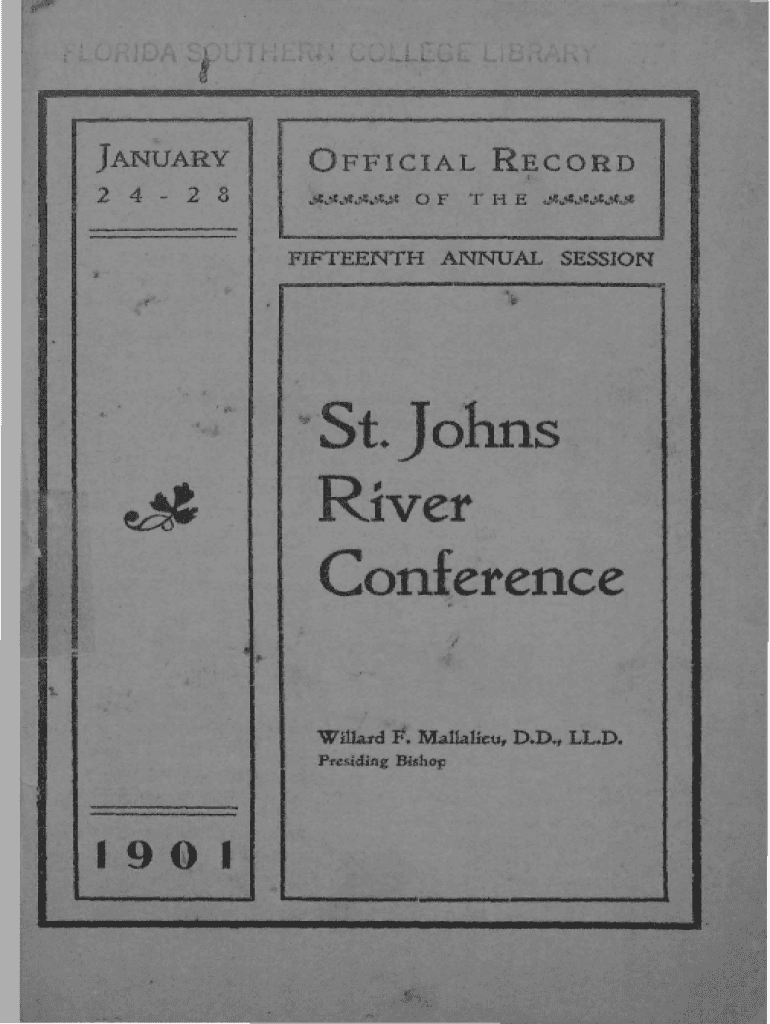 FLORIDA SOUTHERN COLLEGE LIBRARY
JANUARY
24-28
OFFICIAL RECORD
OF THE
FIFTEENTH ANNUAL SESSION
St. Johns
River
Conference
Willard F. Mallalieu, D.D., LL.D.
Presiding Bishop
1901